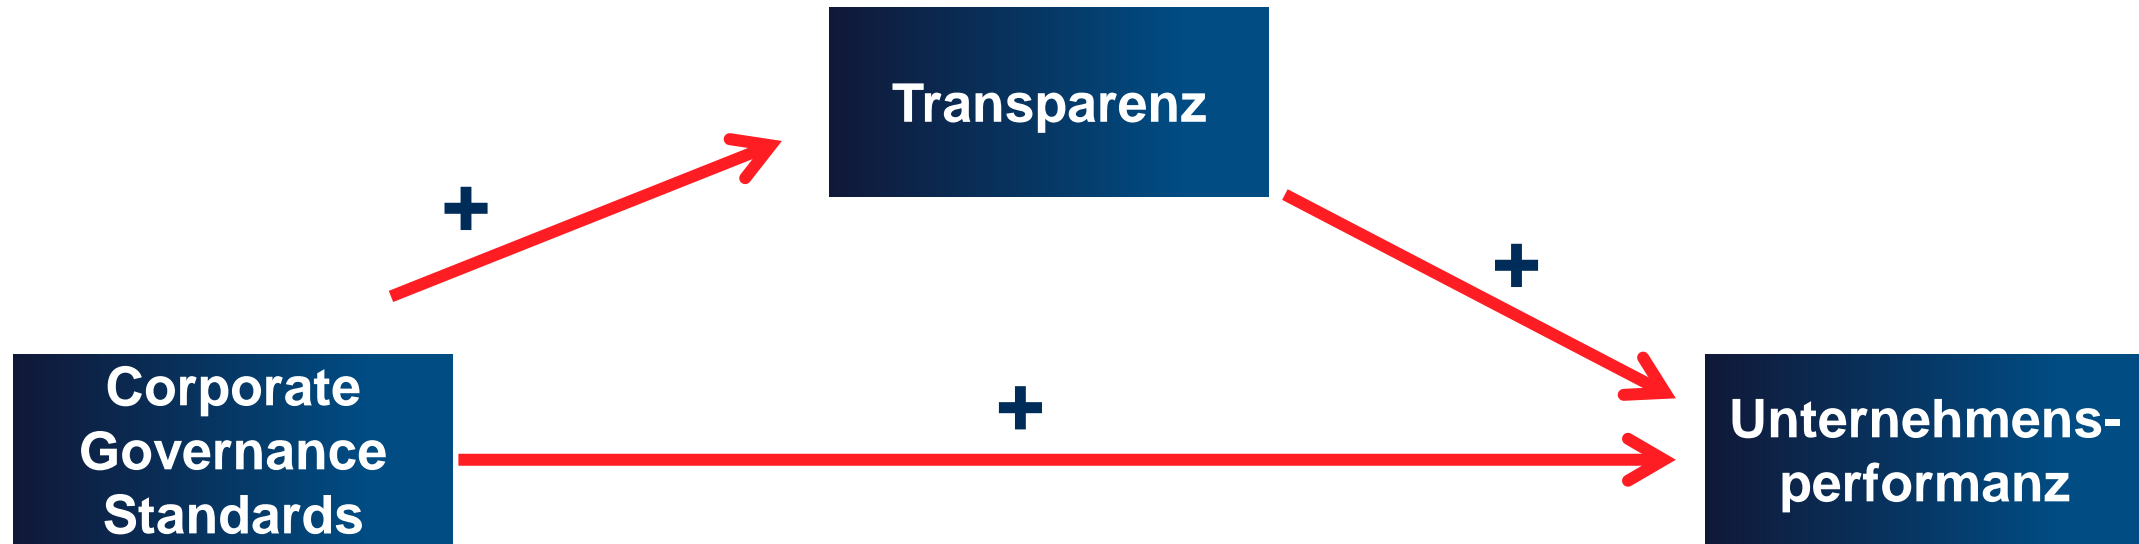 Transparenz
+
+
+
Corporate
Governance
Standards
Unternehmens-
performanz